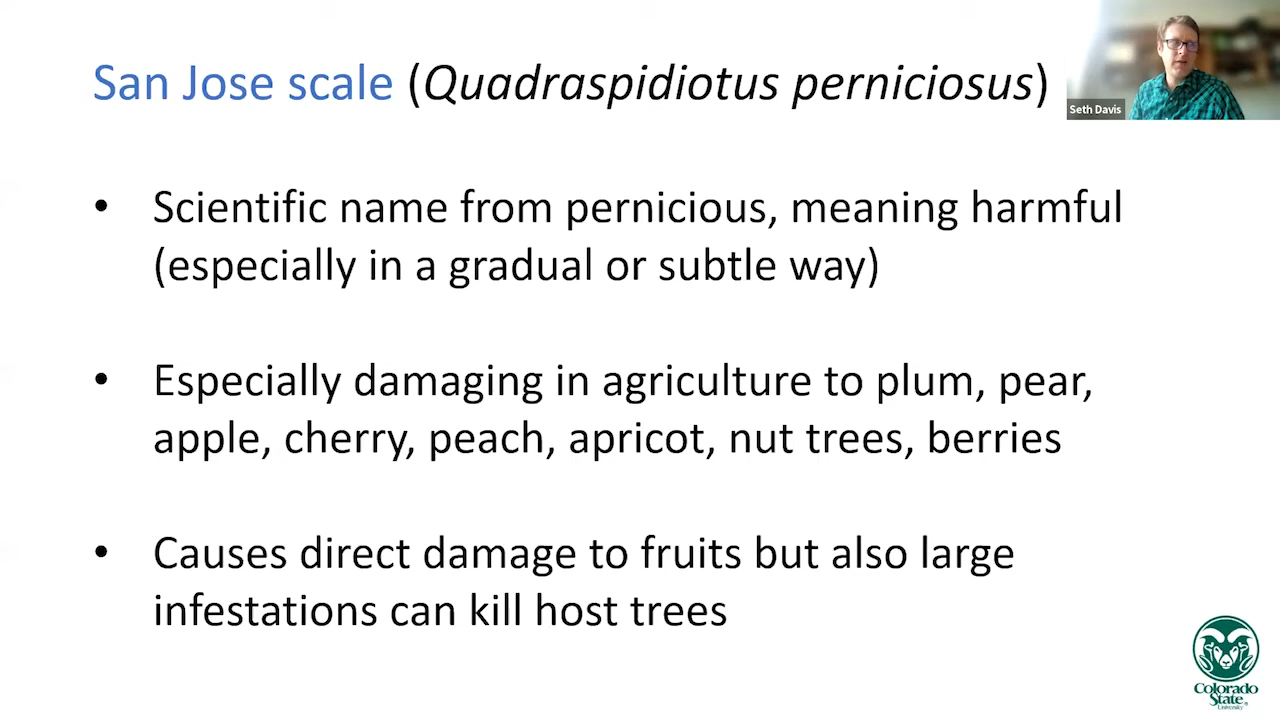 San Jose scale (Quadraspidiotus perniciosus)
Seth Davis
• Scientific name from pernicious, meaning harmful
(especially in a gradual or subtle way)
• Especially damaging in agriculture to plum, pear,
apple, cherry, peach, apricot, nut trees, berries
• Causes direct damage to fruits but also large
infestations can kill host trees
Colorado
State
University